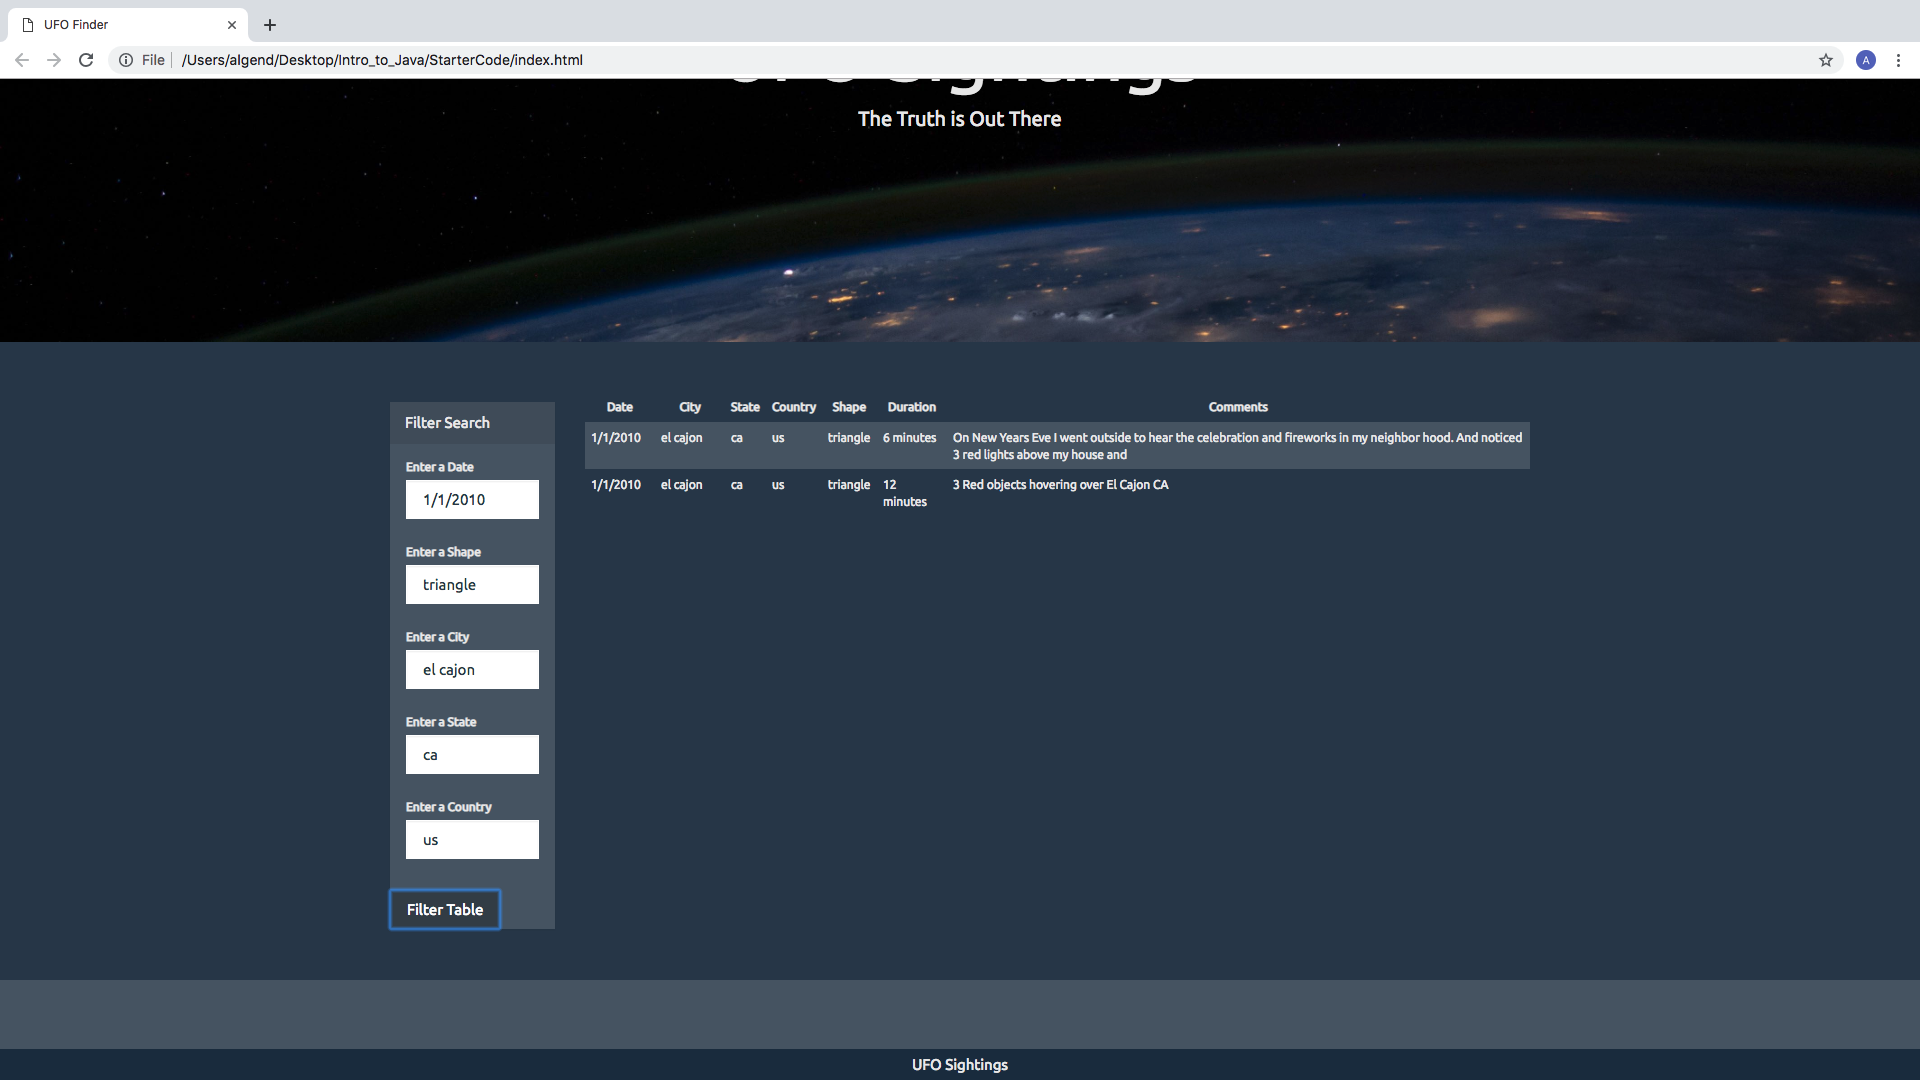 UFO Finder
File
/Users/algend/Desktop/Intro_to_Java/StarterCode/index.html
A
UFO Sightings
The Truth is Out There
Filter Search
Enter a Date
1/1/2010
Enter a Shape
triangle
Enter a City
el cajon
Enter a State
ca
Enter a Country
us
Filter Table
Date City State Country Shape Duration Comments
1/1/2010 el cajon ca us triangle 6 minutes On New Years Eve I went outside to hear the celebration and fireworks in my neighbor hood. And noticed
3 red lights above my house and
1/1/2010 el cajon ca us triangle 12 3 Red objects hovering over El Cajon CA
minutes
UFO Sightings